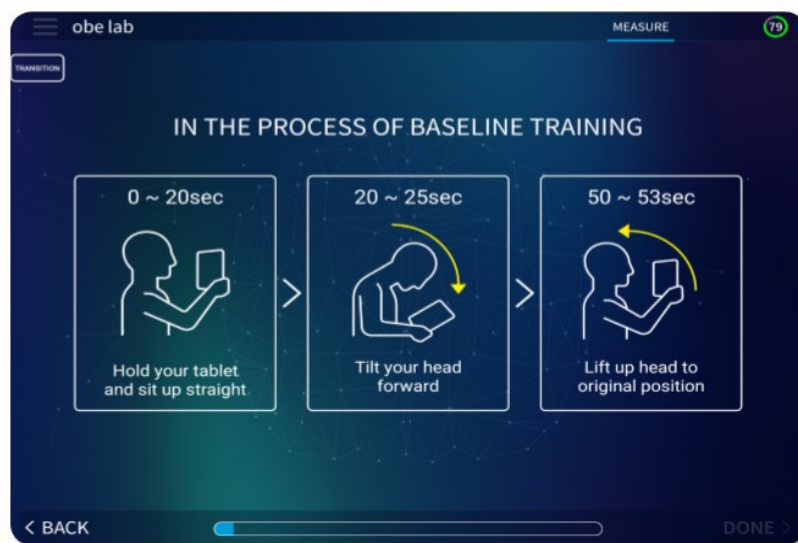 obe lab
MEASURE
79
TRANSITION
IN THE PROCESS OF BASELINE TRAINING
0 ~ 20sec
Hold your tablet
and sit up straight
20 ~ 25sec
Tilt your head
forward
50 ~ 53sec
Lift up head to
original position
< BACK
DONE >